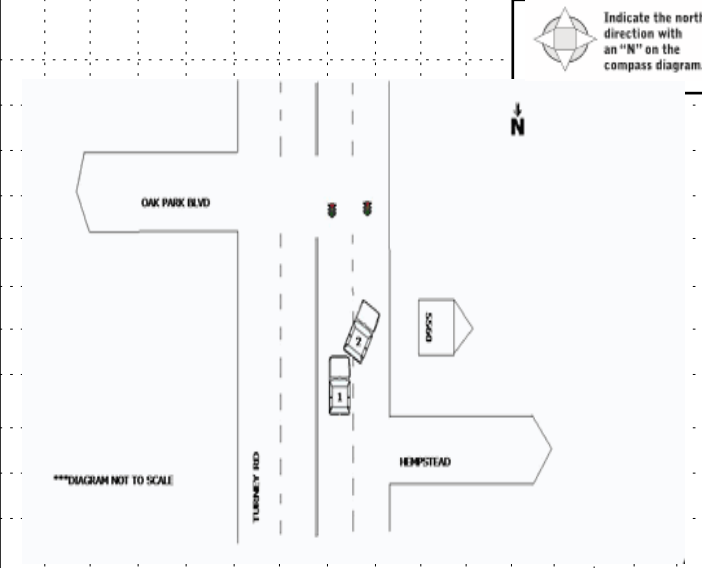 Indicate the north
direction with
an “N” on the
compass diagram.
N
OAK PARK BLVD
5560
2
1
HEMPSTEAD
TURNEY RD
***DIAGRAM NOT TO SCALE